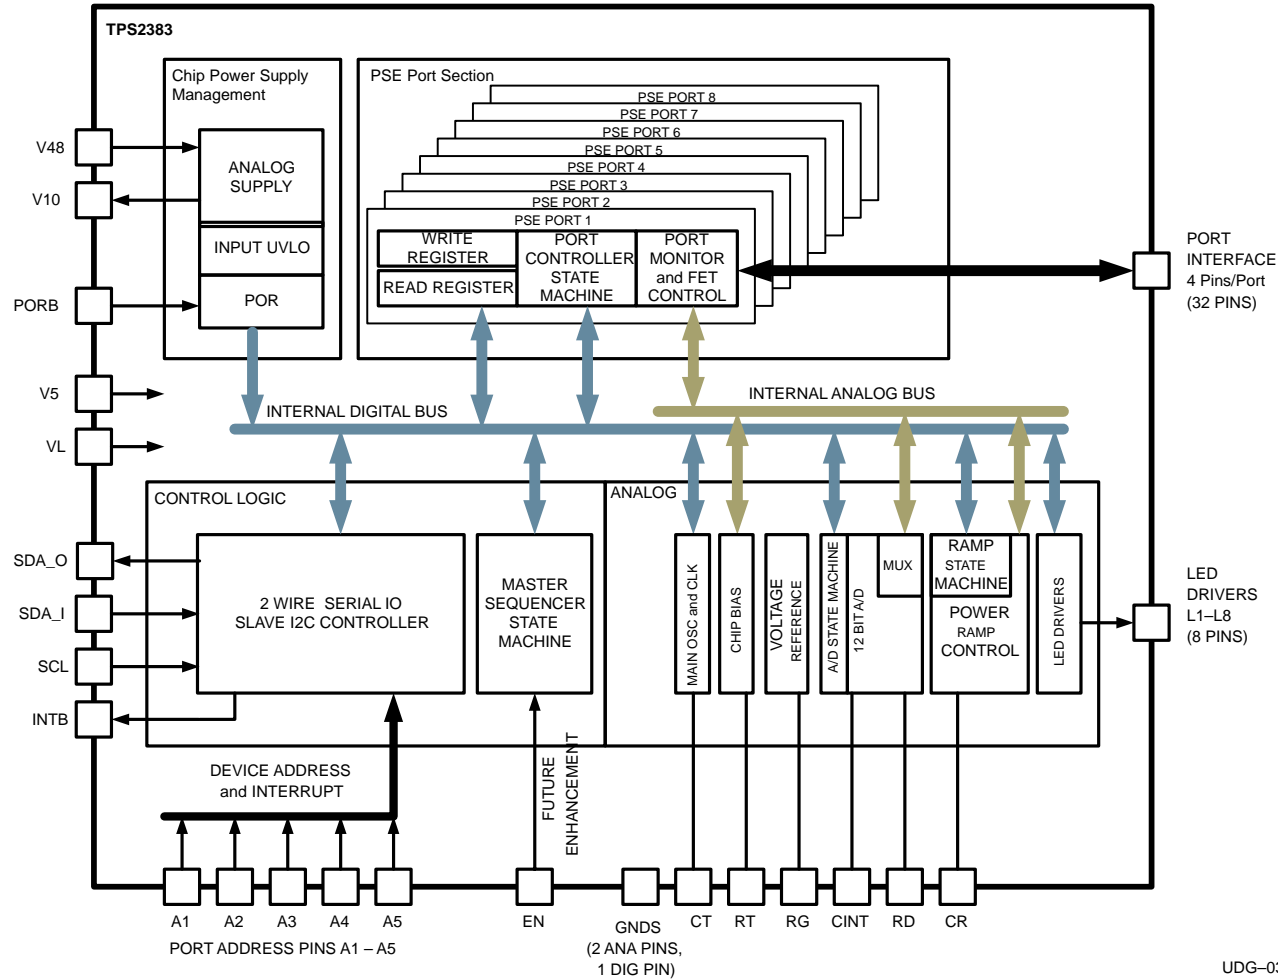 TPS2383
Chip Power Supply
Management
PSE Port Section
PSE PORT 8
PSE PORT 7
PSE PORT 6
PSE PORT 5
PSE PORT 4
PSE PORT 3
PSE PORT 2
PSE PORT 1
V48
V10
PORB
V5
VL
SDA_O
SDA_I
SCL
INTB
ANALOG
SUPPLY
INPUT UVLO
POR
WRITE
REGISTER
READ REGISTER
PORT
CONTROLLER
STATE
MACHINE
PORT
MONITOR
and FET
CONTROL
PORT
INTERFACE
4 Pins/Port
(32 PINS)
INTERNAL ANALOG BUS
INTERNAL DIGITAL BUS
CONTROL LOGIC
ANALOG
2 WIRE SERIAL IO
SLAVE I2C CONTROLLER
MASTER
SEQUENCER
STATE
MACHINE
MAIN OSC and CLK
CHIP BIAS
VOLTAGE
REFERENCE
A/D STATE MACHINE
12 BIT A/D
MUX
RAMP
STATE
MACHINE
POWER
RAMP
CONTROL
LED DRIVERS
LED
DRIVERS
L1–L8
(8 PINS)
DEVICE ADDRESS
and INTERRUPT
FUTURE
ENHANCEMENT
A1
A2
A3
A4
A5
EN
GNDS
(2 ANA PINS,
1 DIG PIN)
CT
RT
RG
CINT
RD
CR
PORT ADDRESS PINS A1 – A5
UDG–03